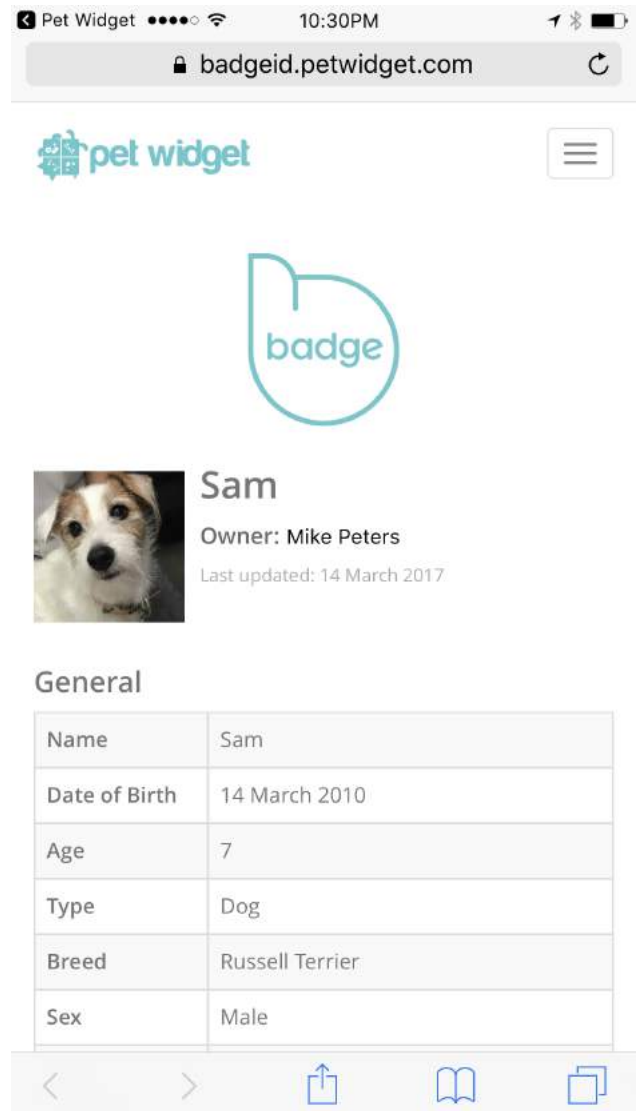 Pet Widget 10:30PM
badgeid.petwidget.com
pet widget
badge
Sam
Owner: Mike Peters
Last updated: 14 March 2017
General
Name Sam
Date of Birth 14 March 2010
Age 7
Type Dog
Breed Russell Terrier
Sex Male